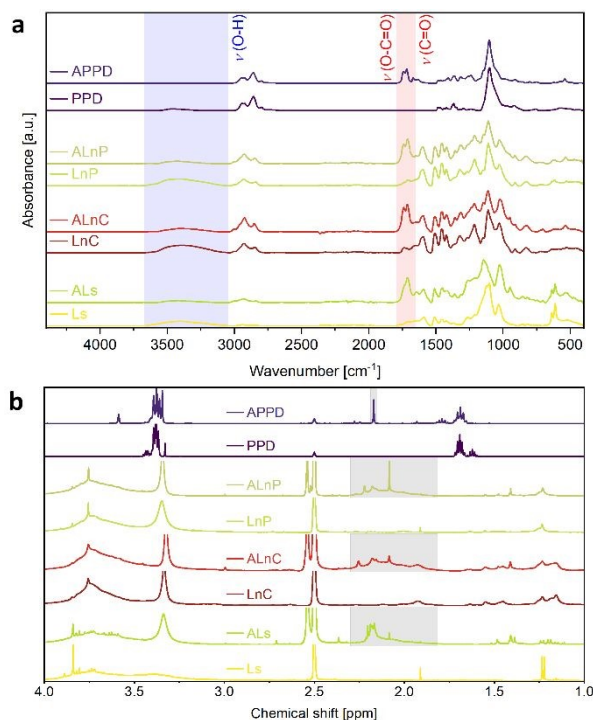 a
ν (O-H)
ν (O-C=O)
ν (C=O)
APPD
PPD
ALnP
LnP
ALnC
LnC
ALs
Ls
Absorbance [a.u.]
4000 3500 3000 2500 2000 1500 1000 500
Wavenumber [cm⁻¹]
b
APPD
PPD
ALnP
LnP
ALnC
LnC
ALs
Ls
4.0 3.5 3.0 2.5 2.0 1.5 1.0
Chemical shift [ppm]